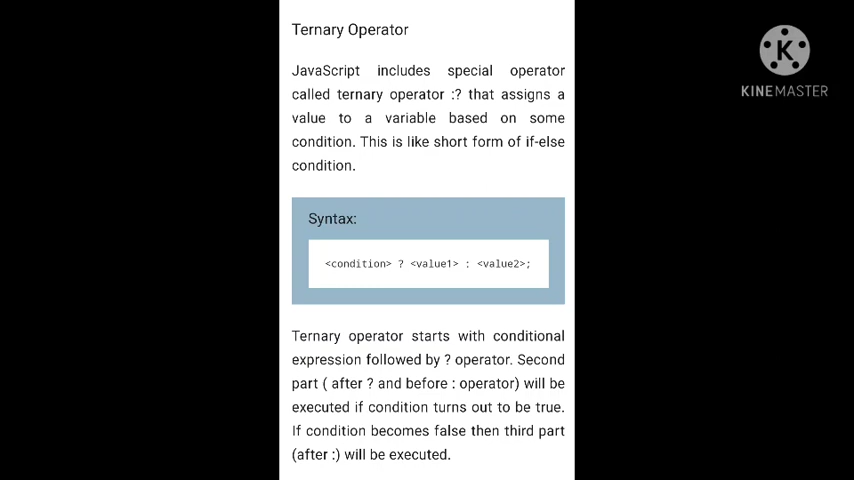 Ternary Operator
JavaScript includes special operator
called ternary operator :? that assigns a
value to a variable based on some
condition. This is like short form of if-else
condition.
Syntax:
<condition> ? <value1> : <value2>;
Ternary operator starts with conditional
expression followed by ? operator. Second
part ( after ? and before : operator) will be
executed if condition turns out to be true.
If condition becomes false then third part
(after :) will be executed.
K
KINEMASTER